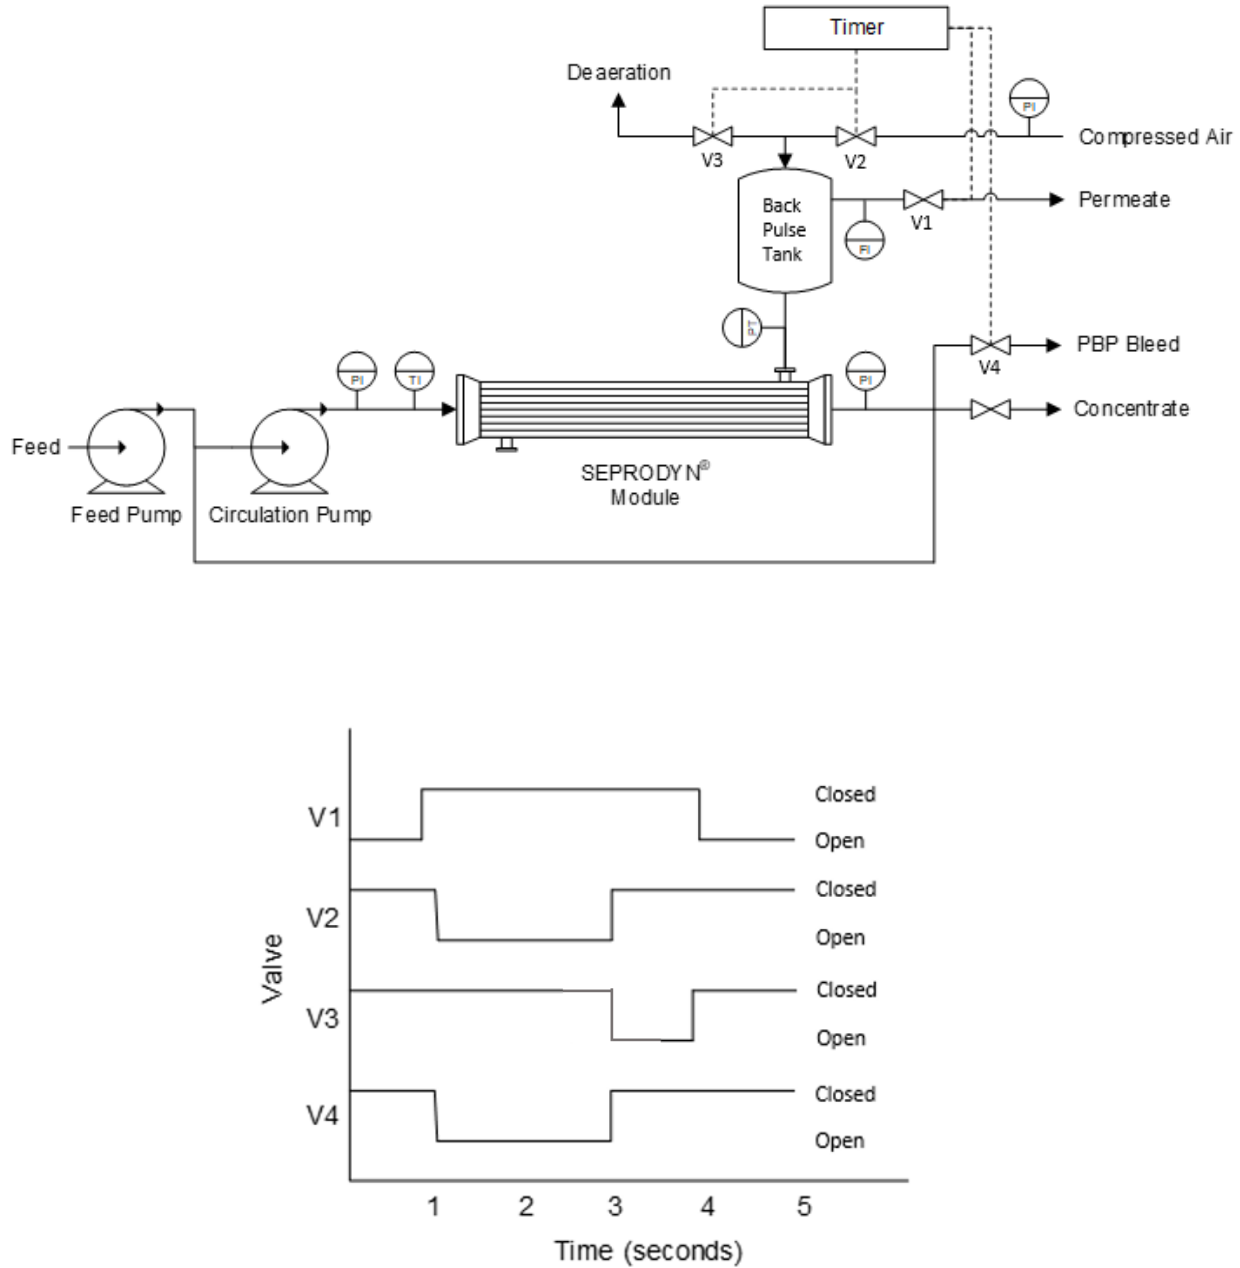 Timer
Deaeration
PI
Compressed Air
V3
V2
Back
Pulse
Tank
V1
Permeate
FI
PT
PBP Bleed
V4
PI
TI
PI
Concentrate
Feed
SEPRODYN®
Module
Feed Pump
Circulation Pump
V1
Closed
Open
V2
Closed
Open
Valve
V3
Closed
Open
V4
Closed
Open
1 2 3 4 5
Time (seconds)